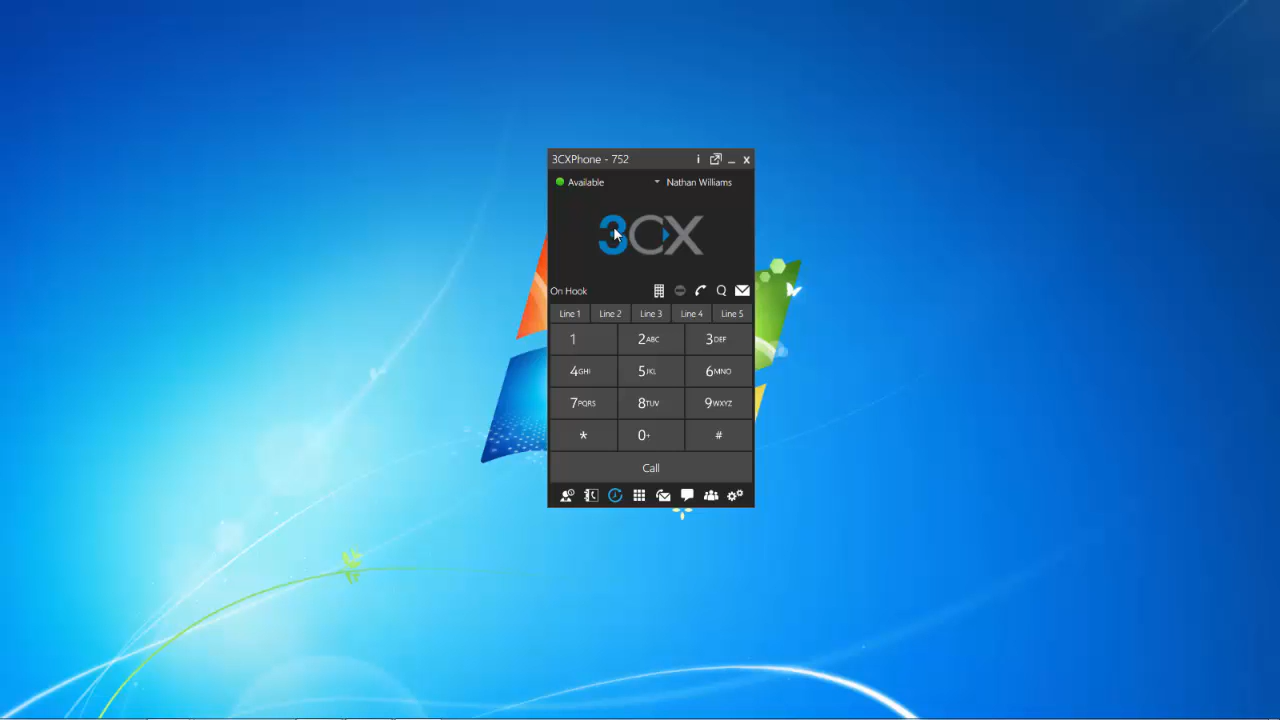 3CXPhone - 752
Available
Nathan Williams
3CX
On Hook
Line 1 Line 2 Line 3 Line 4 Line 5
1 2ABC 3DEF
4GHI 5JKL 6MNO
7PQRS 8TUV 9WXYZ
* 0+ #
Call